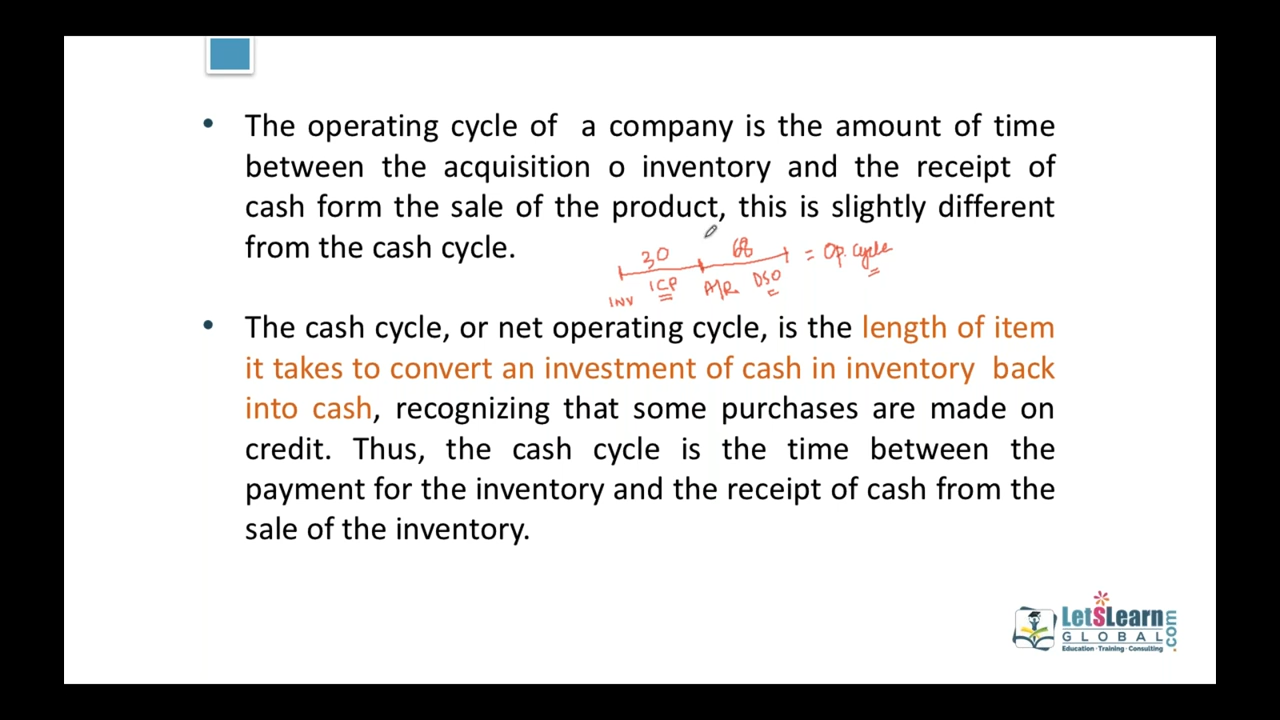 • The operating cycle of a company is the amount of time
between the acquisition o inventory and the receipt of
cash form the sale of the product, this is slightly different
from the cash cycle.
30
= Op. Cycle
INV ICP A/R. DSO
• The cash cycle, or net operating cycle, is the length of item
it takes to convert an investment of cash in inventory back
into cash, recognizing that some purchases are made on
credit. Thus, the cash cycle is the time between the
payment for the inventory and the receipt of cash from the
sale of the inventory.
LetSLearn
GLOBAL
.com
Education · Training · Consulting